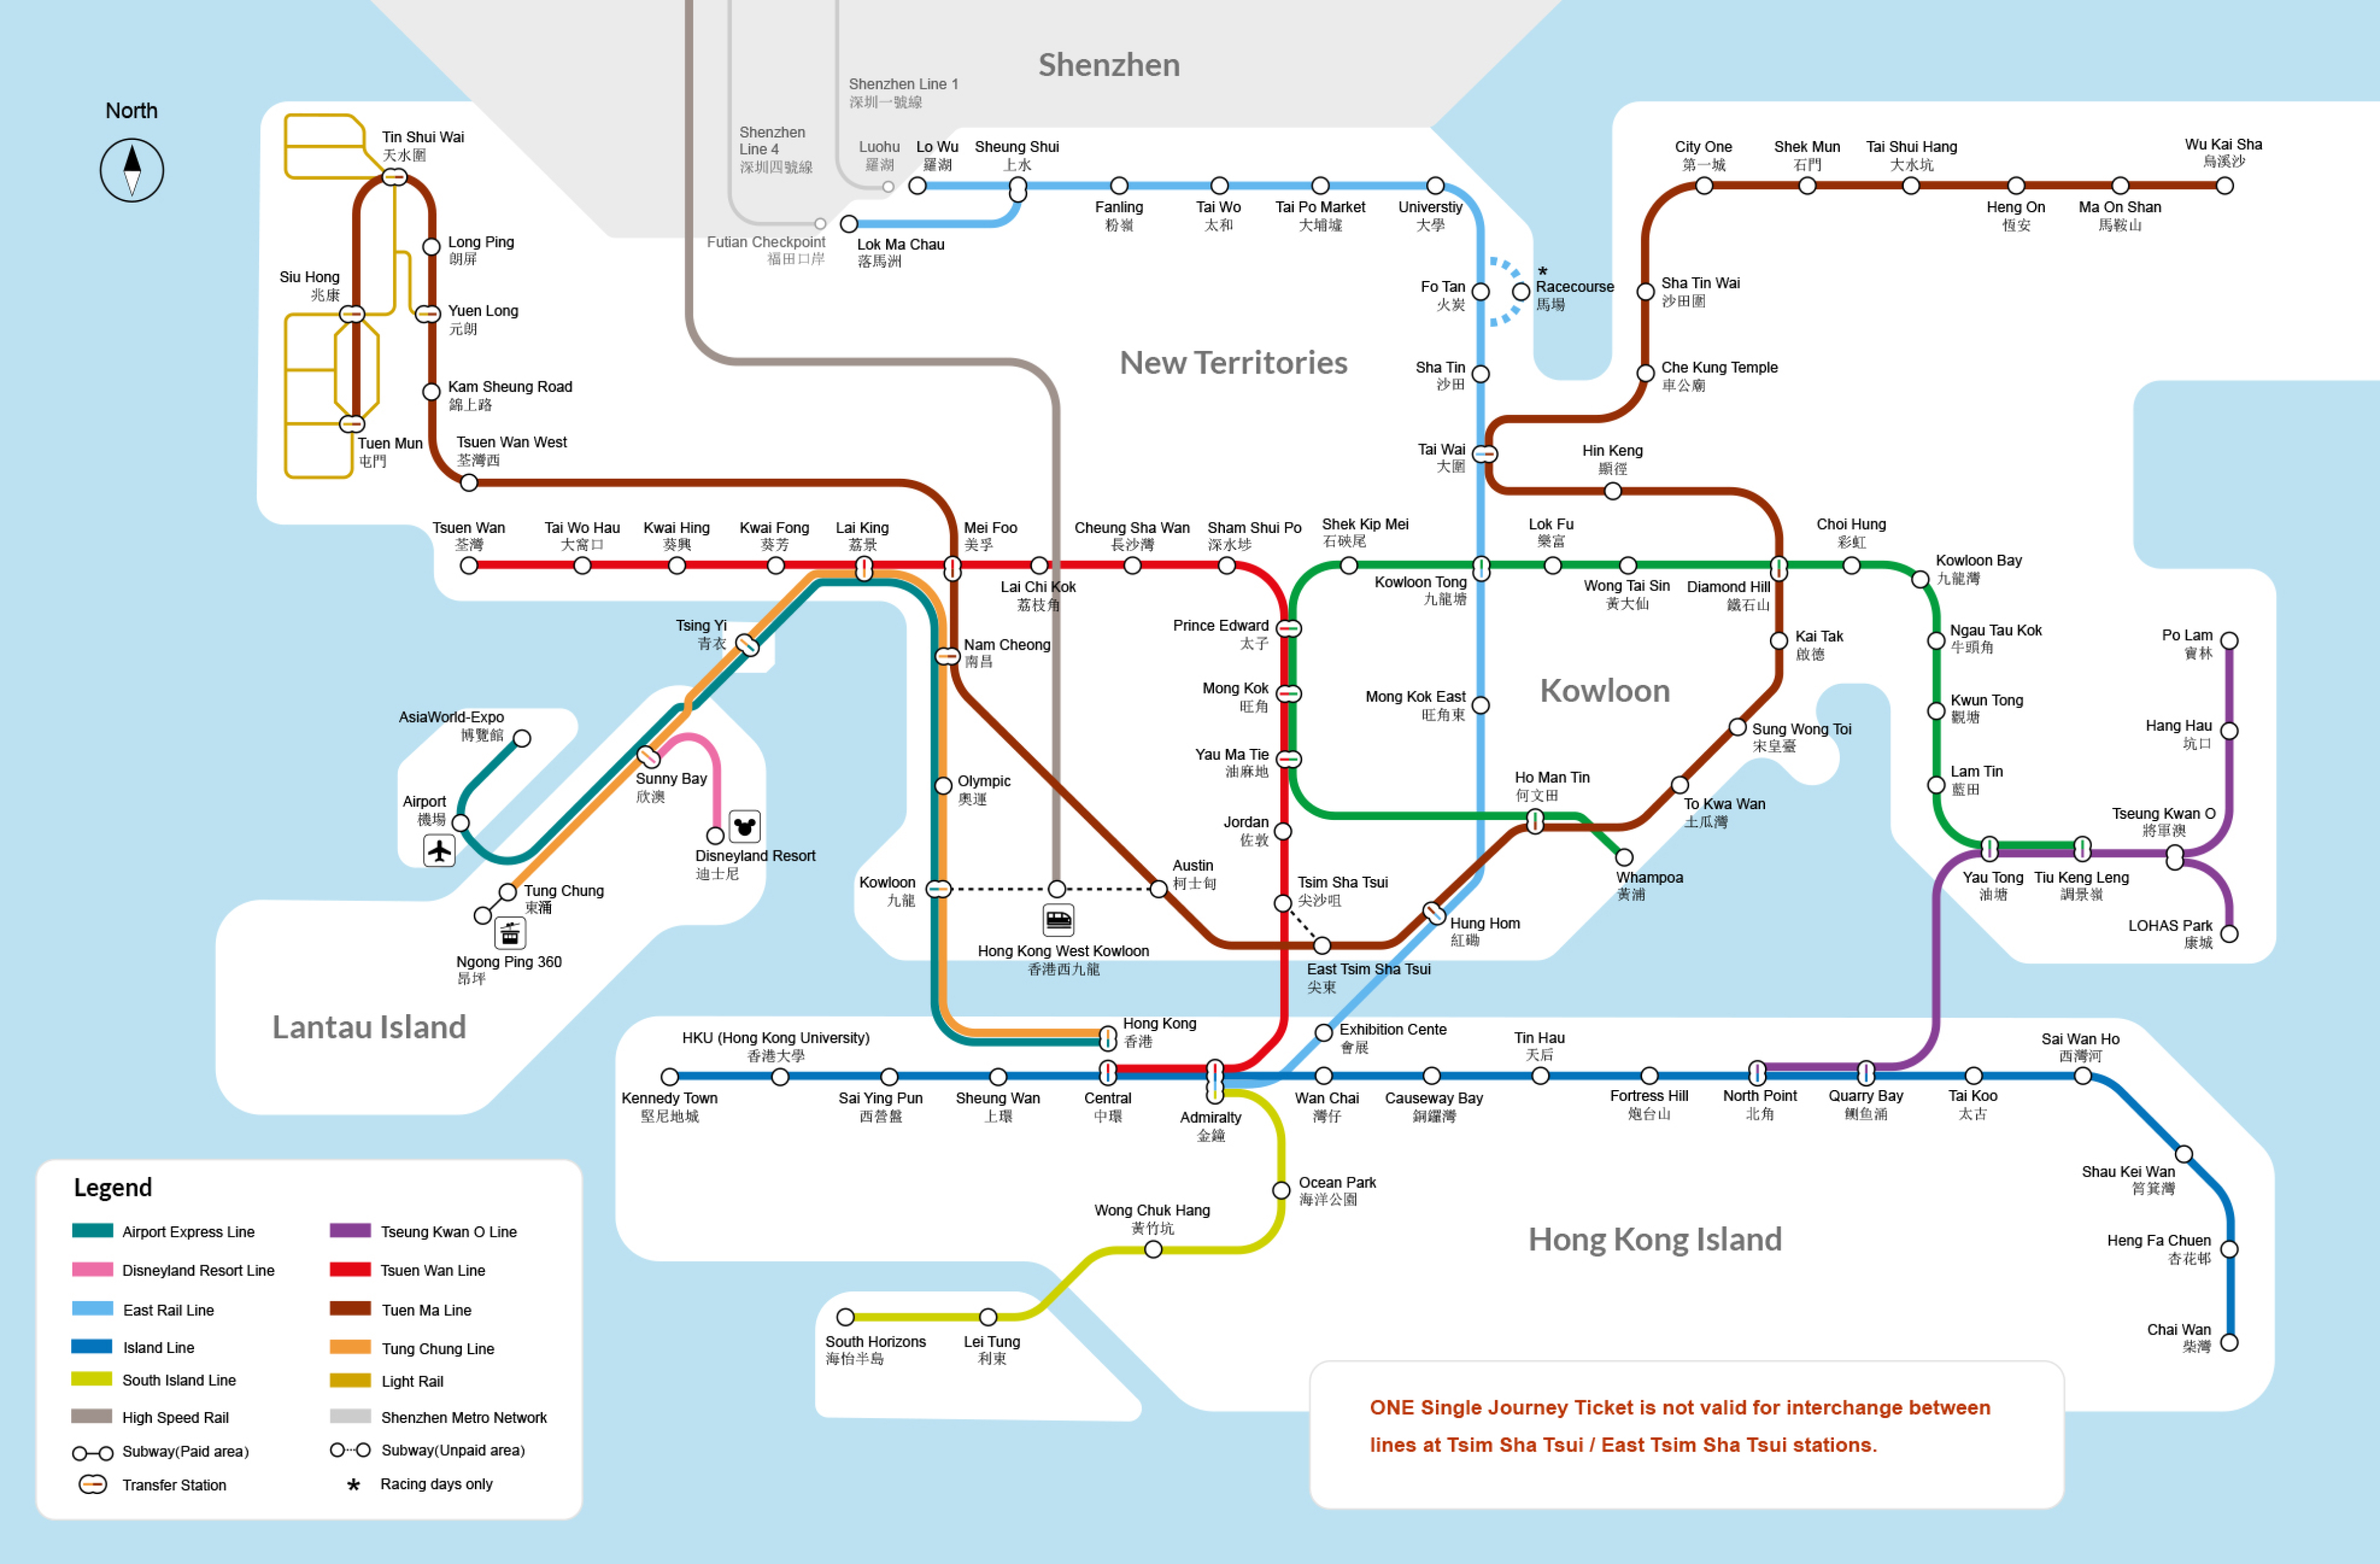 Shenzhen
Shenzhen Line 1
深圳一號線
Shenzhen
Line 4
深圳四號線
North
Tin Shui Wai
天水圍
Luohu
羅湖
Lo Wu
羅湖
Sheung Shui
上水
Futian Checkpoint
福田口岸
Lok Ma Chau
落馬洲
Fanling
粉嶺
Tai Wo
太和
Tai Po Market
大埔墟
Universtiy
大學
City One
第一城
Shek Mun
石門
Tai Shui Hang
大水坑
Heng On
恆安
Ma On Shan
馬鞍山
Wu Kai Sha
烏溪沙
Long Ping
朗屏
Siu Hong
兆康
Yuen Long
元朗
Kam Sheung Road
錦上路
Tuen Mun
屯門
Tsuen Wan West
荃灣西
New Territories
Fo Tan
火炭
*
Racecourse
馬場
Sha Tin Wai
沙田圍
Sha Tin
沙田
Che Kung Temple
車公廟
Tai Wai
大圍
Hin Keng
顯徑
Tsuen Wan
荃灣
Tai Wo Hau
大窩口
Kwai Hing
葵興
Kwai Fong
葵芳
Lai King
荔景
Mei Foo
美孚
Lai Chi Kok
荔枝角
Cheung Sha Wan
長沙灣
Sham Shui Po
深水埗
Shek Kip Mei
石硤尾
Kowloon Tong
九龍塘
Lok Fu
樂富
Wong Tai Sin
黃大仙
Diamond Hill
鑽石山
Choi Hung
彩虹
Kowloon Bay
九龍灣
Tsing Yi
青衣
Nam Cheong
南昌
Prince Edward
太子
Mong Kok
旺角
Yau Ma Tie
油麻地
Mong Kok East
旺角東
Kowloon
Kai Tak
啟德
Ngau Tau Kok
牛頭角
Po Lam
寶林
Kwun Tong
觀塘
Hang Hau
坑口
Sung Wong Toi
宋皇臺
Lam Tin
藍田
AsiaWorld-Expo
博覽館
Airport
機場
Sunny Bay
欣澳
Disneyland Resort
迪士尼
Olympic
奧運
Jordan
佐敦
Ho Man Tin
何文田
To Kwa Wan
土瓜灣
Tseung Kwan O
將軍澳
Whampoa
黃浦
Yau Tong
油塘
Tiu Keng Leng
調景嶺
LOHAS Park
康城
Tung Chung
東涌
Ngong Ping 360
昂坪
Kowloon
九龍
Hong Kong West Kowloon
香港西九龍
Austin
柯士甸
Tsim Sha Tsui
尖沙咀
East Tsim Sha Tsui
尖東
Hung Hom
紅磡
Lantau Island
Hong Kong
香港
Exhibition Cente
會展
HKU (Hong Kong University)
香港大學
Kennedy Town
堅尼地城
Sai Ying Pun
西營盤
Sheung Wan
上環
Central
中環
Admiralty
金鐘
Wan Chai
灣仔
Causeway Bay
銅鑼灣
Tin Hau
天后
Fortress Hill
炮台山
North Point
北角
Quarry Bay
鰂鱼涌
Tai Koo
太古
Sai Wan Ho
西灣河
Shau Kei Wan
筲箕灣
Heng Fa Chuen
杏花邨
Chai Wan
柴灣
Ocean Park
海洋公園
Wong Chuk Hang
黃竹坑
South Horizons
海怡半島
Lei Tung
利東
Hong Kong Island
Legend
Airport Express Line
Disneyland Resort Line
East Rail Line
Island Line
South Island Line
High Speed Rail
Subway(Paid area)
Transfer Station
Tseung Kwan O Line
Tsuen Wan Line
Tuen Ma Line
Tung Chung Line
Light Rail
Shenzhen Metro Network
Subway(Unpaid area)
* Racing days only
ONE Single Journey Ticket is not valid for interchange between
lines at Tsim Sha Tsui / East Tsim Sha Tsui stations.